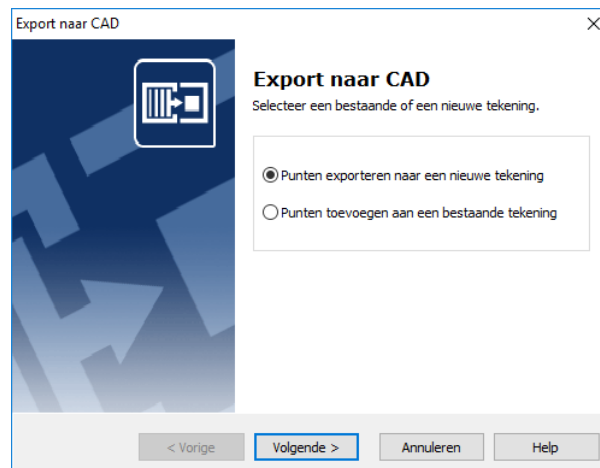 Export naar CAD
Export naar CAD
Selecteer een bestaande of een nieuwe tekening.
Punten exporteren naar een nieuwe tekening
Punten toevoegen aan een bestaande tekening
< Vorige
Volgende >
Annuleren
Help